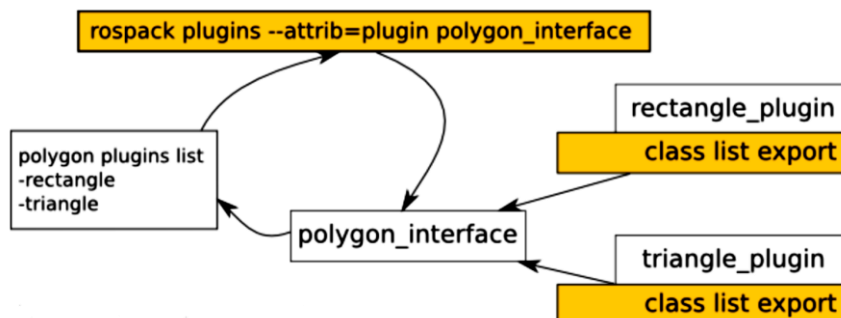 rospack plugins --attrib=plugin polygon_interface
rectangle_plugin
class list export
polygon plugins list
-rectangle
-triangle
polygon_interface
triangle_plugin
class list export